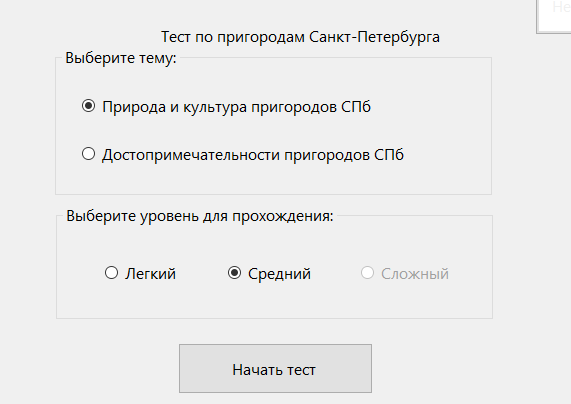 Тест по пригородам Санкт-Петербурга
Выберите тему:
Природа и культура пригородов СПб
Достопримечательности пригородов СПб
Выберите уровень для прохождения:
Легкий Средний Сложный
Начать тест